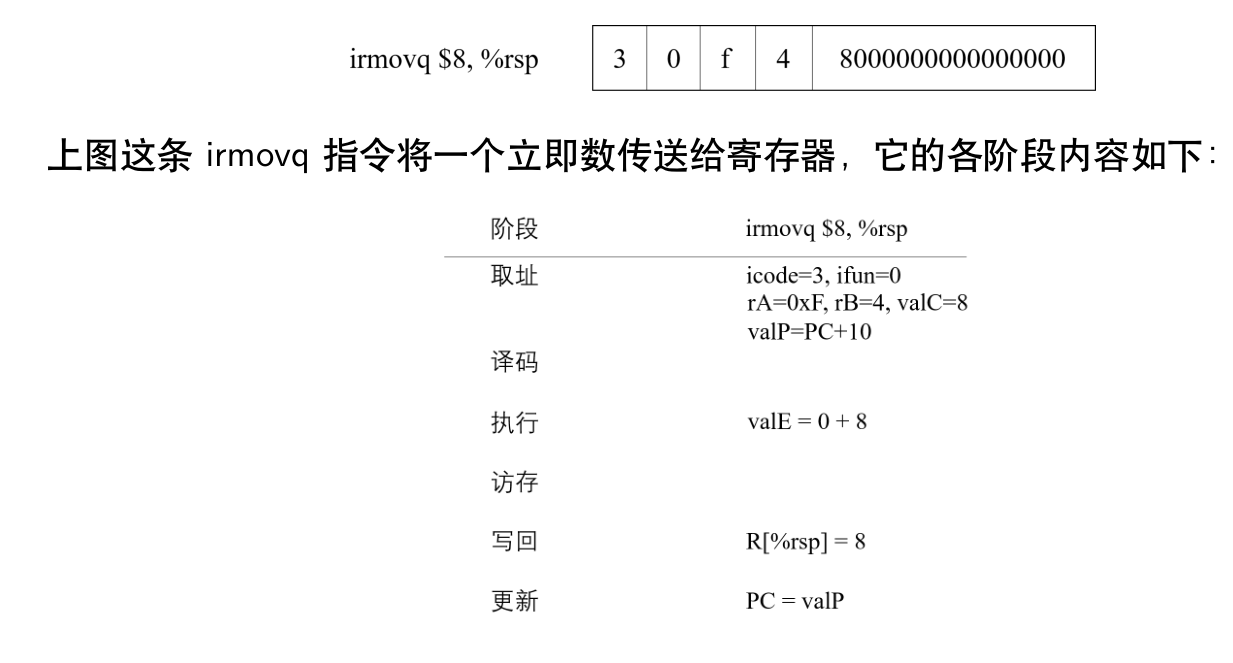 irmovq $8, %rsp 3 0 f 4 8000000000000000
上图这条 irmovq 指令将一个立即数传送给寄存器，它的各阶段内容如下：
阶段 irmovq $8, %rsp
取址 icode=3, ifun=0
rA=0xF, rB=4, valC=8
valP=PC+10
译码
执行 valE = 0 + 8
访存
写回 R[%rsp] = 8
更新 PC = valP